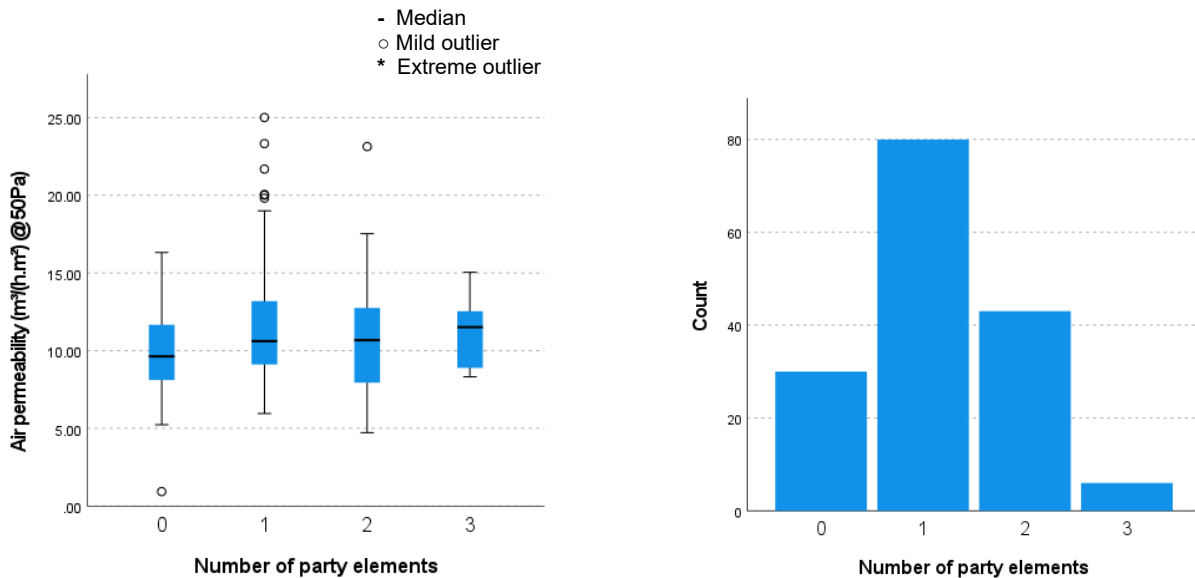 - Median
○ Mild outlier
* Extreme outlier
Air permeability (m³/(h.m²) @50Pa)
25.00
20.00
15.00
10.00
5.00
.00
0 1 2 3
Number of party elements
Count
80
60
40
20
0
0 1 2 3
Number of party elements